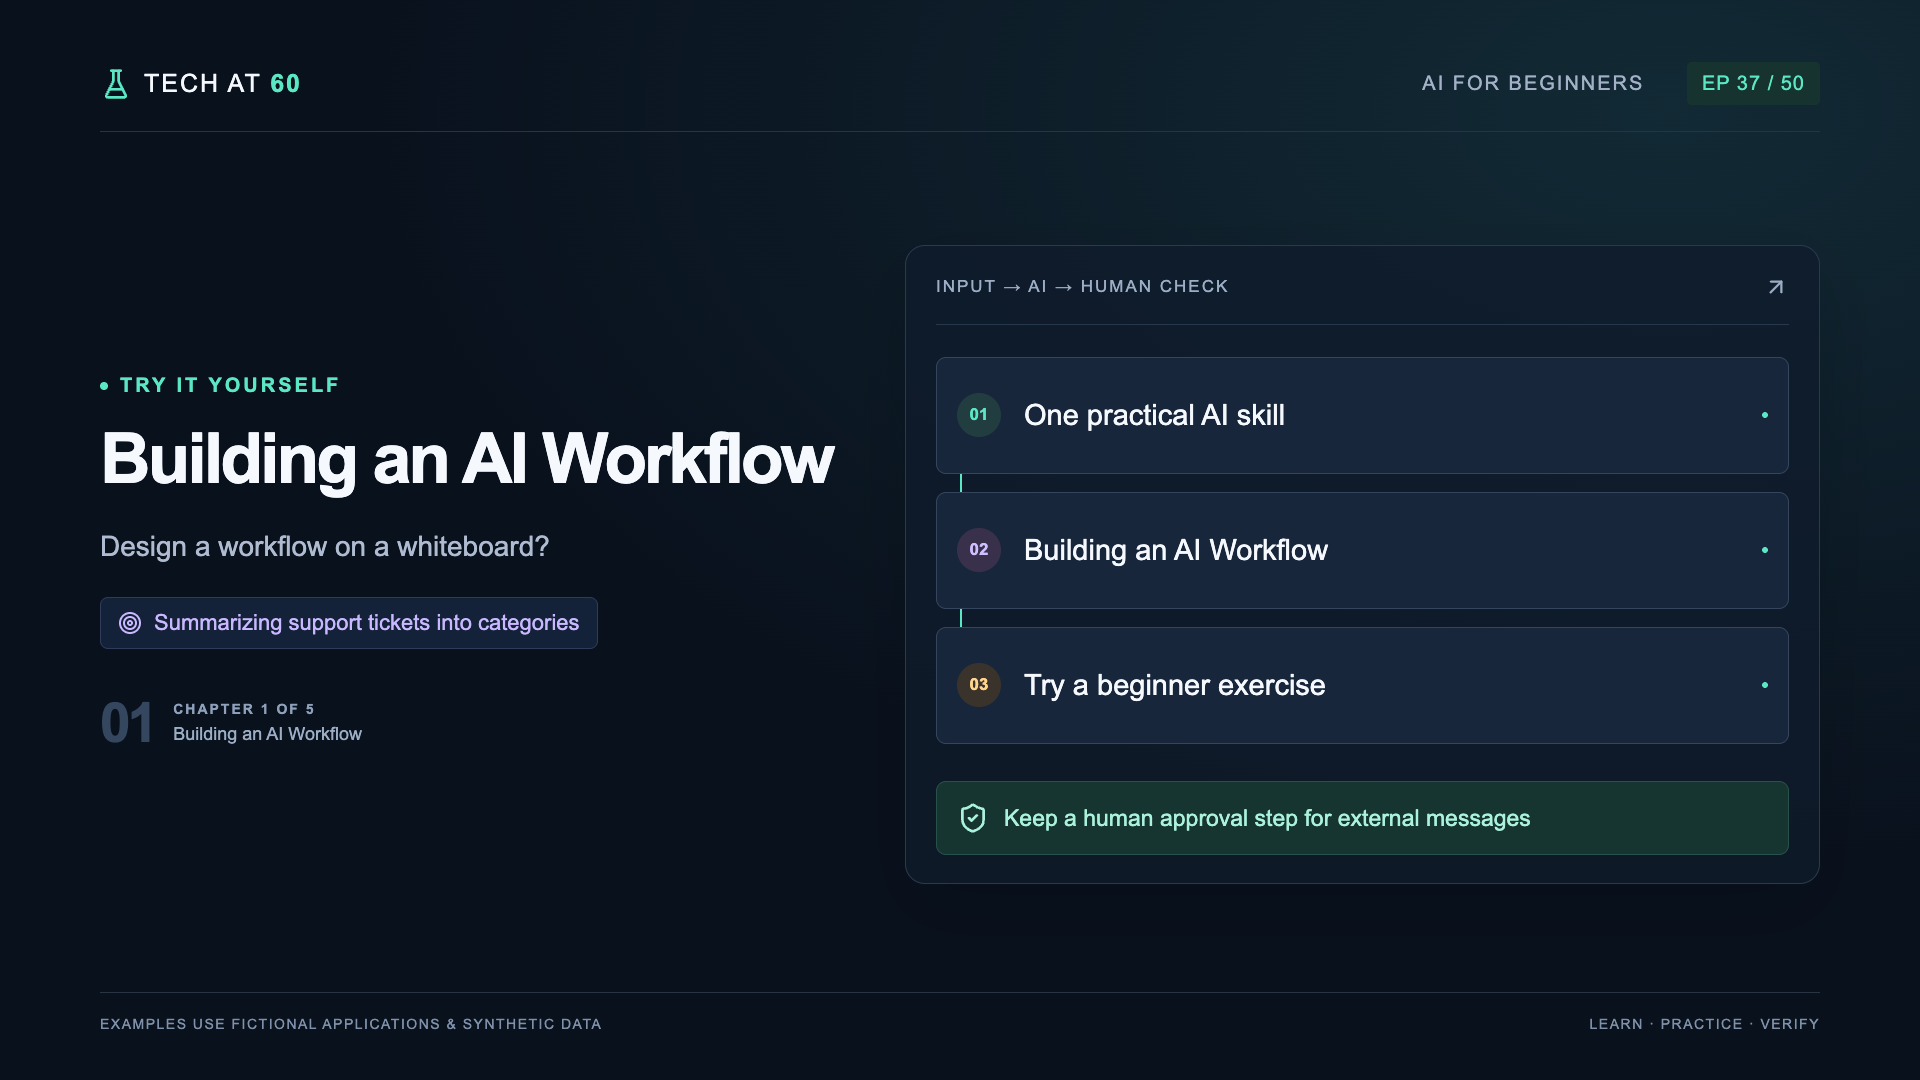 TECH AT 60
AI FOR BEGINNERS
EP 37 / 50
TRY IT YOURSELF
Building an AI Workflow
Design a workflow on a whiteboard?
Summarizing support tickets into categories
01
CHAPTER 1 OF 5
Building an AI Workflow
INPUT → AI → HUMAN CHECK
01 One practical AI skill
02 Building an AI Workflow
03 Try a beginner exercise
Keep a human approval step for external messages
EXAMPLES USE FICTIONAL APPLICATIONS & SYNTHETIC DATA
LEARN · PRACTICE · VERIFY